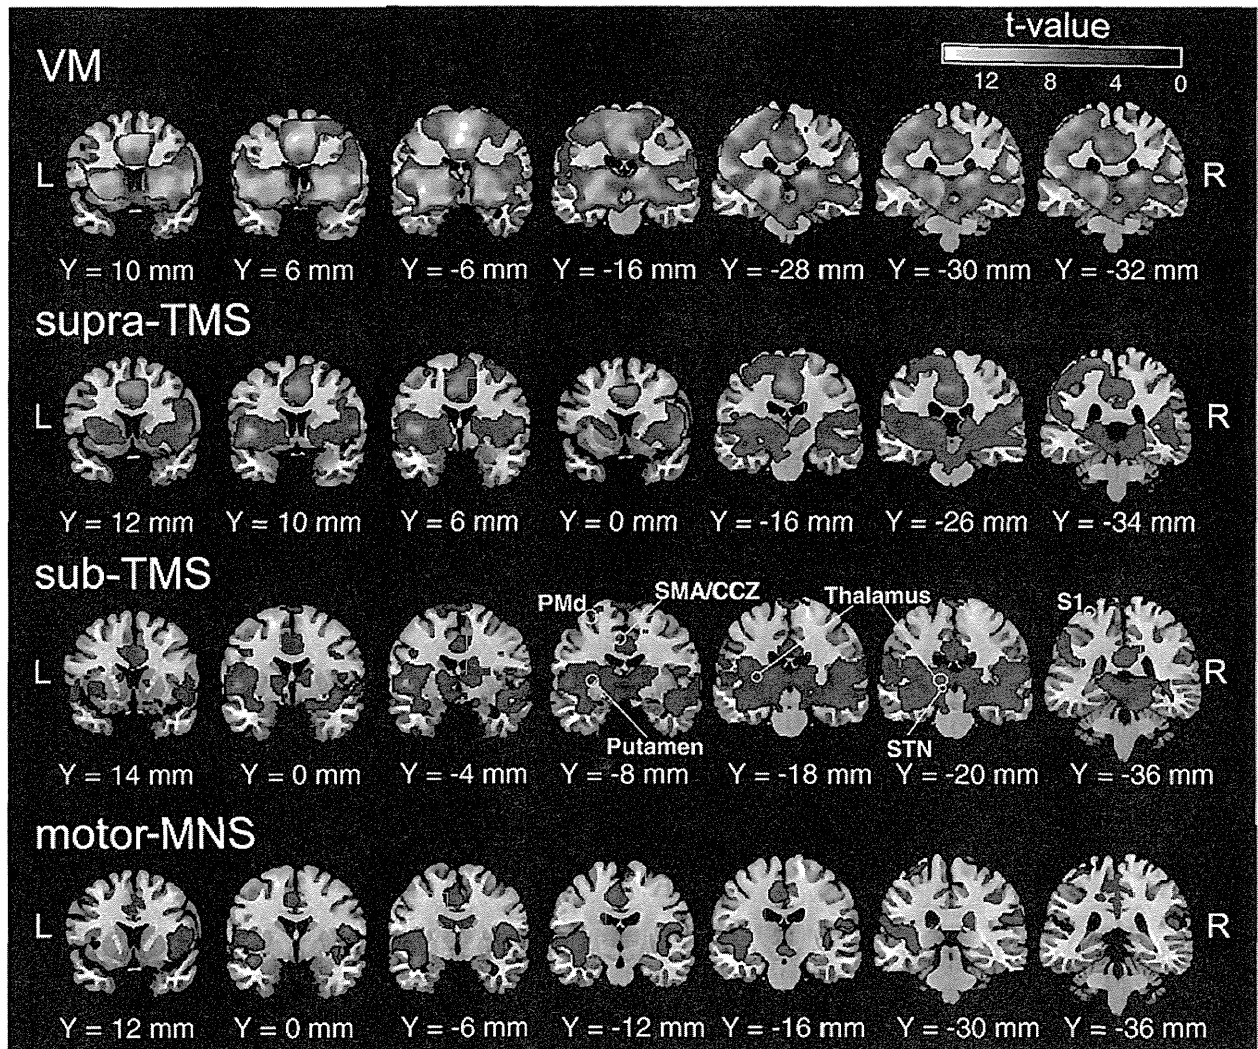 t-value
12 8 4 0
VM
L R
Y = 10 mm Y = 6 mm Y = -6 mm Y = -16 mm Y = -28 mm Y = -30 mm Y = -32 mm
supra-TMS
L R
Y = 12 mm Y = 10 mm Y = 6 mm Y = 0 mm Y = -16 mm Y = -26 mm Y = -34 mm
sub-TMS
PMd SMA/CCZ Thalamus S1
L R
Putamen STN
Y = 14 mm Y = 0 mm Y = -4 mm Y = -8 mm Y = -18 mm Y = -20 mm Y = -36 mm
motor-MNS
L R
Y = 12 mm Y = 0 mm Y = -6 mm Y = -12 mm Y = -16 mm Y = -30 mm Y = -36 mm